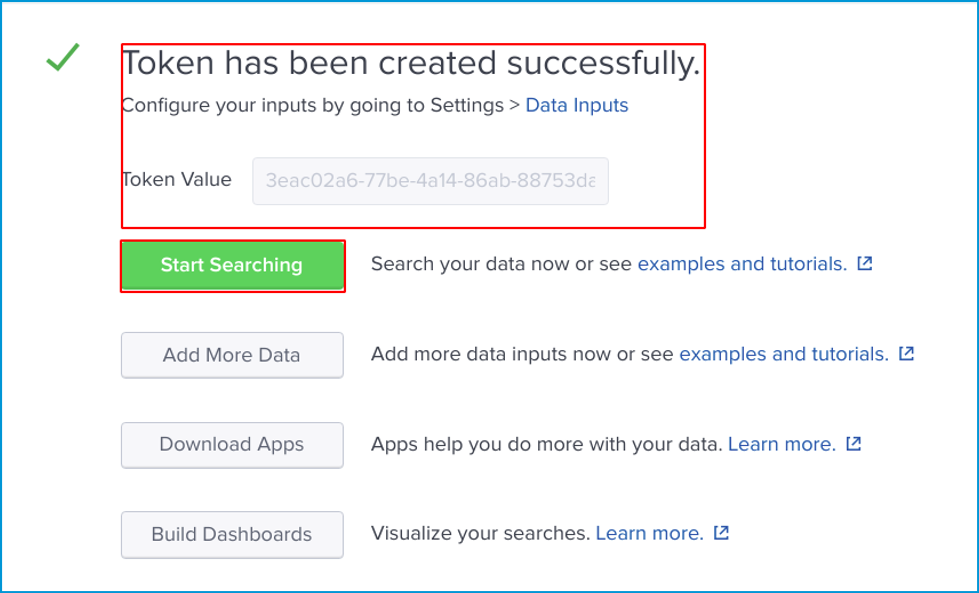 Token has been created successfully.
Configure your inputs by going to Settings > Data Inputs
Token Value 3eac02a6-77be-4a14-86ab-88753da
Start Searching Search your data now or see examples and tutorials.
Add More Data Add more data inputs now or see examples and tutorials.
Download Apps Apps help you do more with your data. Learn more.
Build Dashboards Visualize your searches. Learn more.